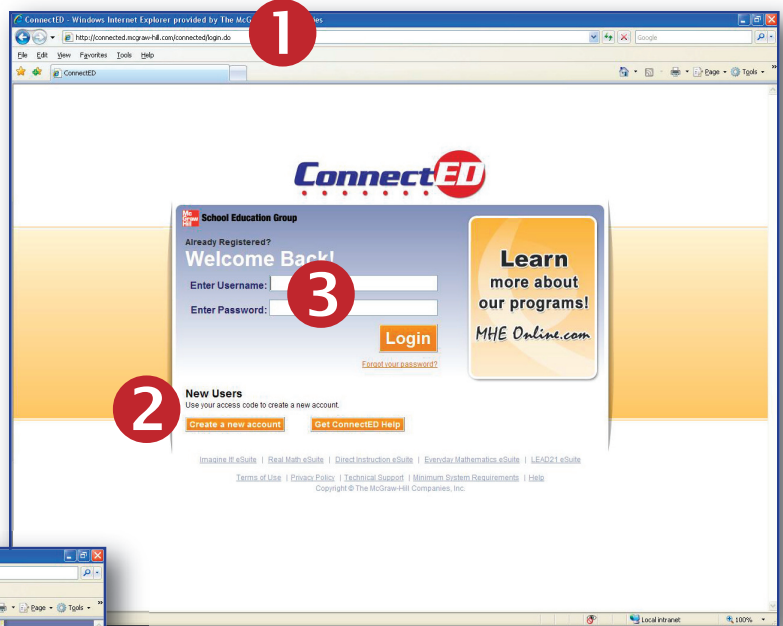 ConnectED - Windows Internet Explorer provided by The McG
1
http://connected.mcgraw-hill.com/connected/login.do
Google
File Edit View Favorites Tools Help
ConnectED
Page Tools
ConnectED
Mc Graw Hill School Education Group
Already Registered?
Welcome Back!
Enter Username:
3
Enter Password:
Login
Forgot your password?
Learn
more about
our programs!
MHE Online.com
2
New Users
Use your access code to create a new account.
Create a new account Get ConnectED Help
Imagine It! eSuite | Real Math eSuite | Direct Instruction eSuite | Everyday Mathematics eSuite | LEAD21 eSuite
Terms of Use | Privacy Policy | Technical Support | Minimum System Requirements | Help
Copyright © The McGraw-Hill Companies, Inc.
Page Tools
Local intranet 100%